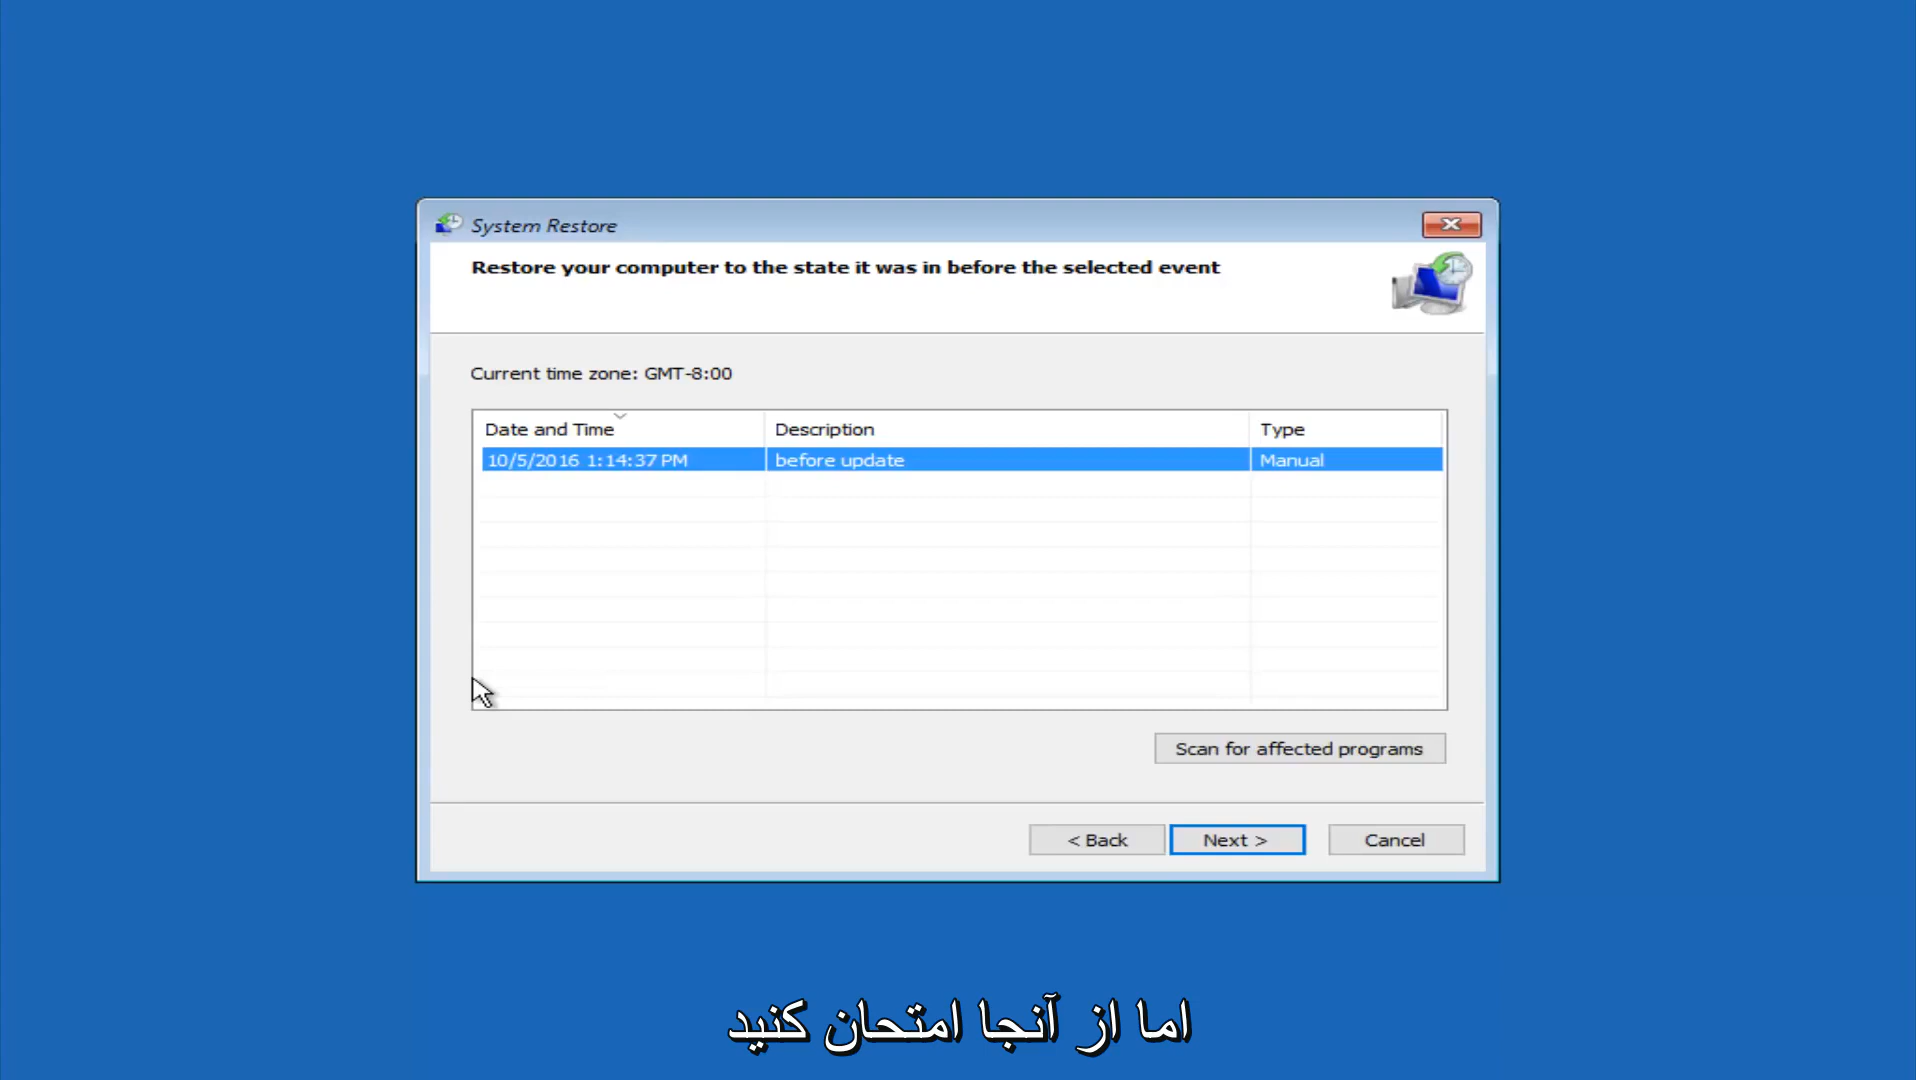 System Restore
Restore your computer to the state it was in before the selected event
Current time zone: GMT-8:00
Date and Time Description Type
10/5/2016 1:14:37 PM before update Manual
Scan for affected programs
< Back Next > Cancel
اما از آنجا امتحان کنید